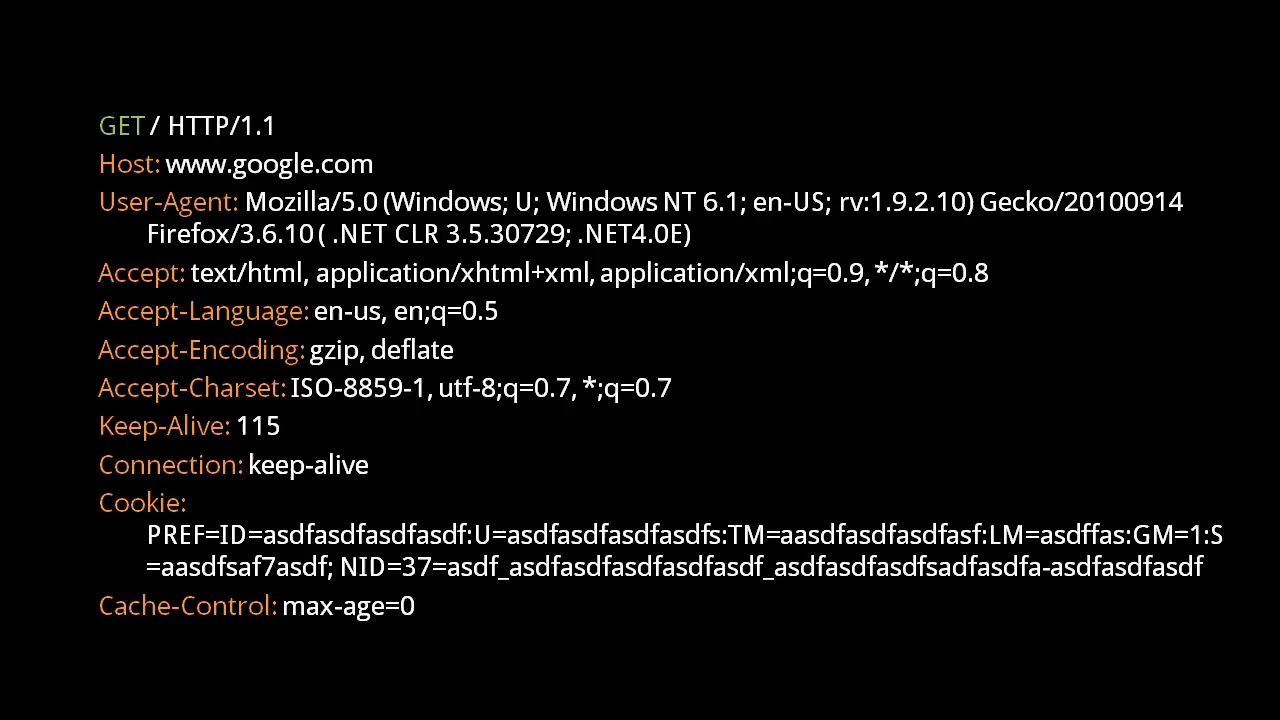 GET / HTTP/1.1
Host: www.google.com
User-Agent: Mozilla/5.0 (Windows; U; Windows NT 6.1; en-US; rv:1.9.2.10) Gecko/20100914
Firefox/3.6.10 ( .NET CLR 3.5.30729; .NET4.0E)
Accept: text/html, application/xhtml+xml, application/xml;q=0.9, */*;q=0.8
Accept-Language: en-us, en;q=0.5
Accept-Encoding: gzip, deflate
Accept-Charset: ISO-8859-1, utf-8;q=0.7, *;q=0.7
Keep-Alive: 115
Connection: keep-alive
Cookie:
PREF=ID=asdfasdfasdfasdf:U=asdfasdfasdfasdfs:TM=aasdfasdfasdfasf:LM=asdffas:GM=1:S
=aasdfsaf7asdf; NID=37=asdf_asdfasdfasdfasdfasdf_asdfasdfasdfsadfasdfa-asdfasdfasdf
Cache-Control: max-age=0